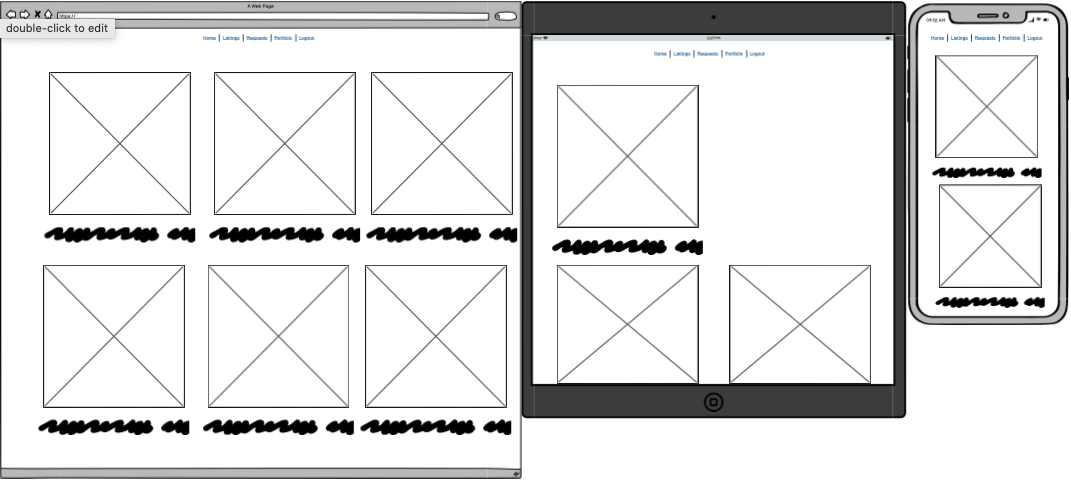 A Web Page
https://
double-click to edit
Home | Listings | Requests | Portfolio | Logout
iPad
Home | Listings | Requests | Portfolio | Logout
09:52 AM
Home | Listings | Requests | Portfolio | Logout